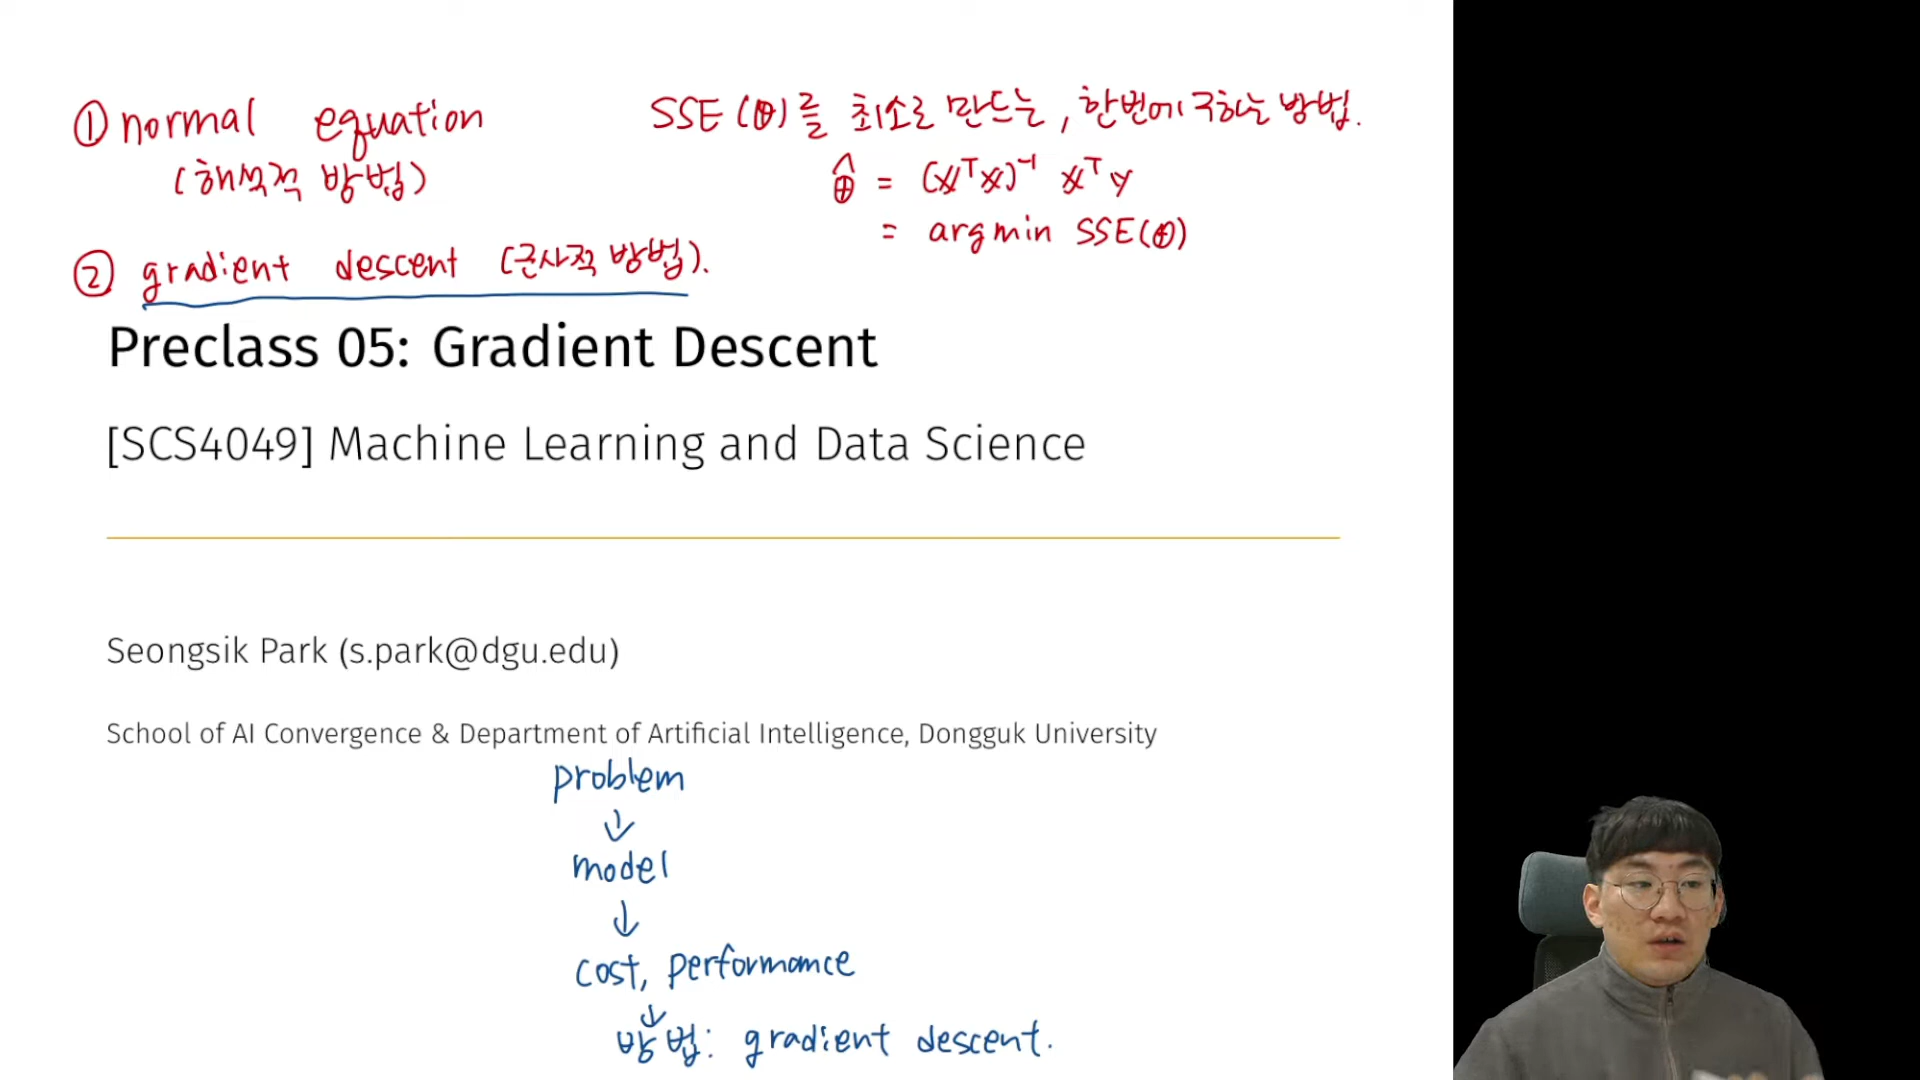 ① normal equation SSE(θ)를 최소로 만드는, 한번에 구하는 방법.
(해석적 방법) θ̂ = (XᵀX)⁻¹ Xᵀy
= argmin SSE(θ)
② gradient descent (근사적 방법).
Preclass 05: Gradient Descent
[SCS4049] Machine Learning and Data Science
Seongsik Park (s.park@dgu.edu)
School of AI Convergence & Department of Artificial Intelligence, Dongguk University
problem
↓
model
↓
cost, performance
↓
방법: gradient descent.